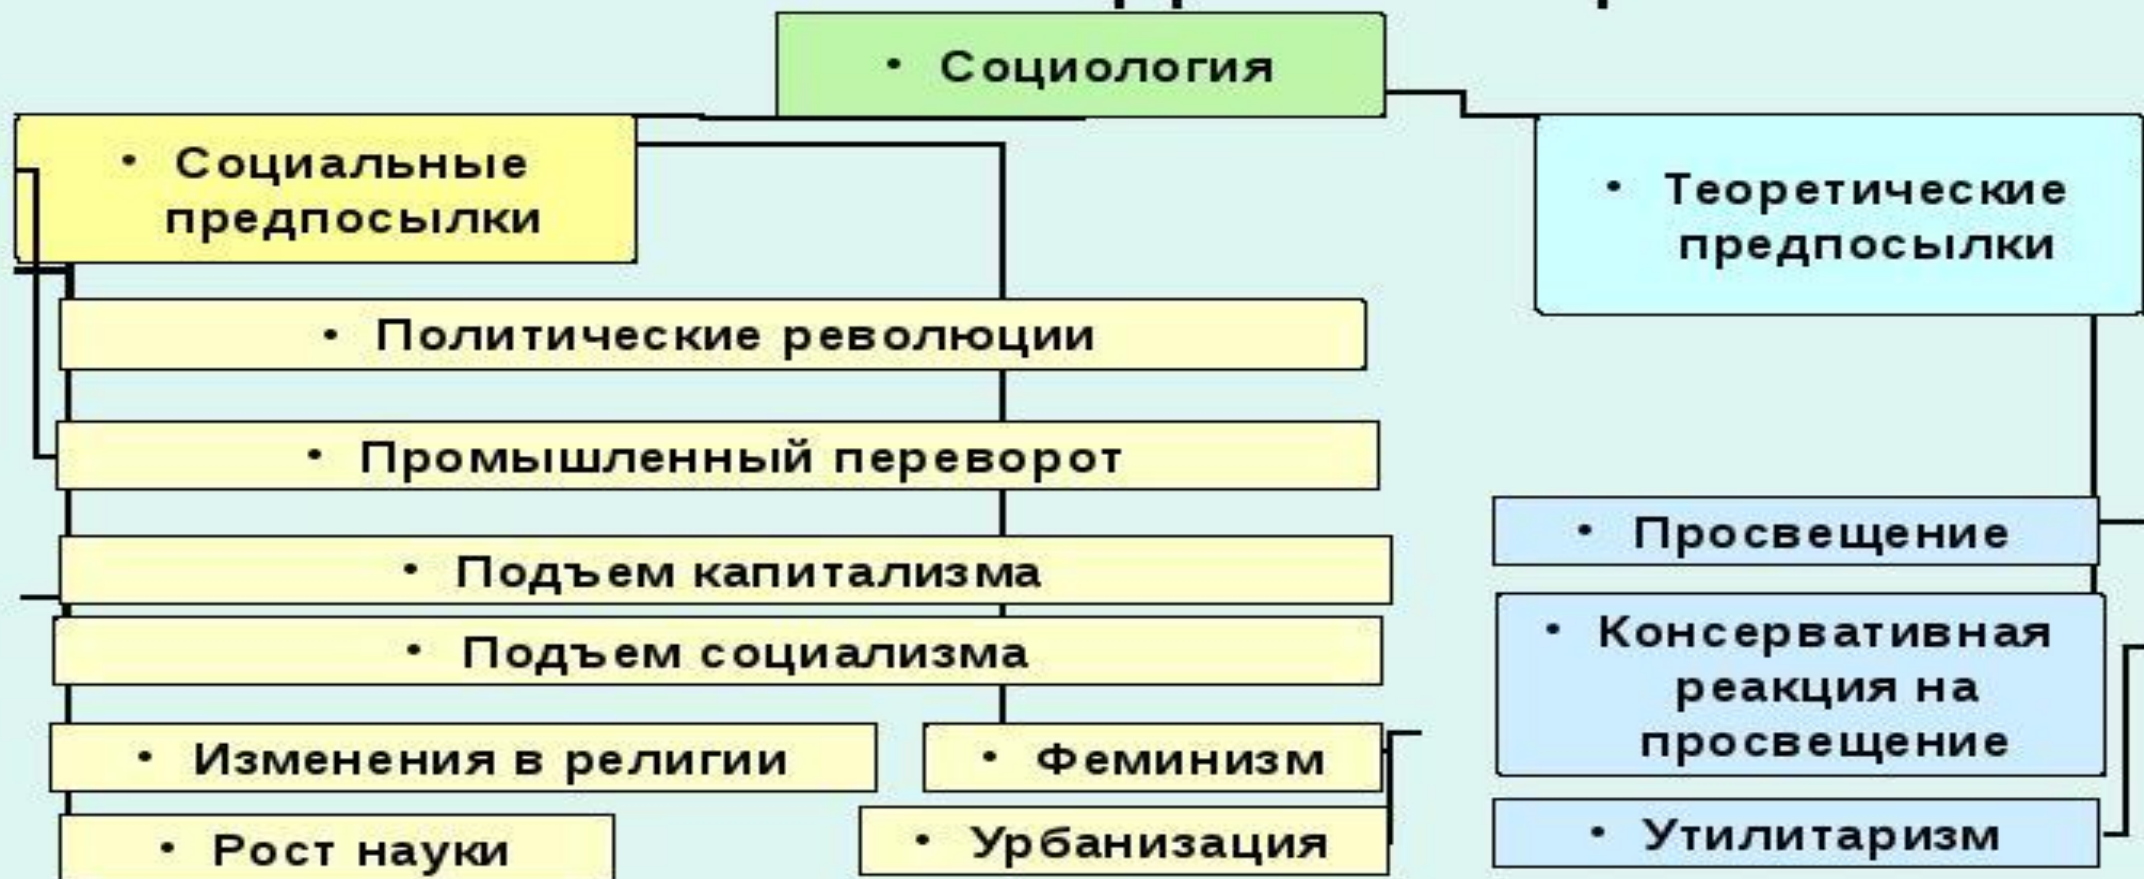 • Социология
• Социальные
предпосылки
• Теоретические
предпосылки
• Политические революции
• Промышленный переворот
• Подъем капитализма
• Подъем социализма
• Изменения в религии
• Феминизм
• Рост науки
• Урбанизация
• Просвещение
• Консервативная
реакция на
просвещение
• Утилитаризм